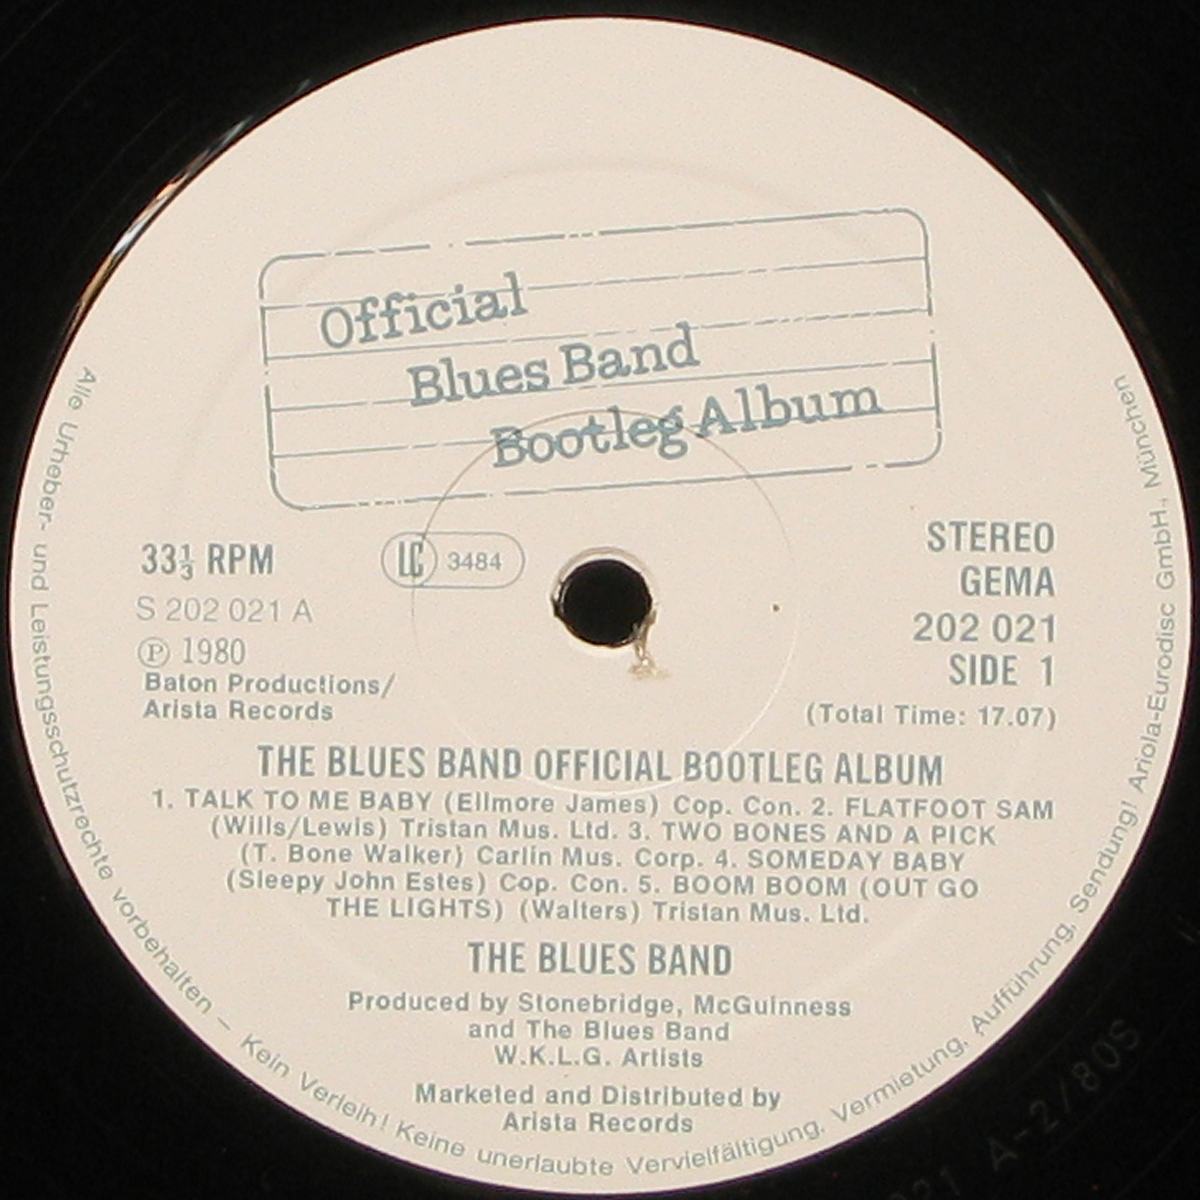 Official
Blues Band
Bootleg Album
33⅓ RPM
LC 3484
S 202 021 A
℗ 1980
Baton Productions/
Arista Records
STEREO
GEMA
202 021
SIDE 1
(Total Time: 17.07)
THE BLUES BAND OFFICIAL BOOTLEG ALBUM
1. TALK TO ME BABY (Ellmore James) Cop. Con. 2. FLATFOOT SAM
(Wills/Lewis) Tristan Mus. Ltd. 3. TWO BONES AND A PICK
(T. Bone Walker) Carlin Mus. Corp. 4. SOMEDAY BABY
(Sleepy John Estes) Cop. Con. 5. BOOM BOOM (OUT GO
THE LIGHTS) (Walters) Tristan Mus. Ltd.
THE BLUES BAND
Produced by Stonebridge, McGuinness
and The Blues Band
W.K.L.G. Artists
Marketed and Distributed by
Arista Records
Alle Urheber- und Leistungsschutzrechte vorbehalten – Kein Verleih! Keine unerlaubte Vervielfältigung, Vermietung, Aufführung, Sendung! Ariola-Eurodisc GmbH., München
A-2/80S